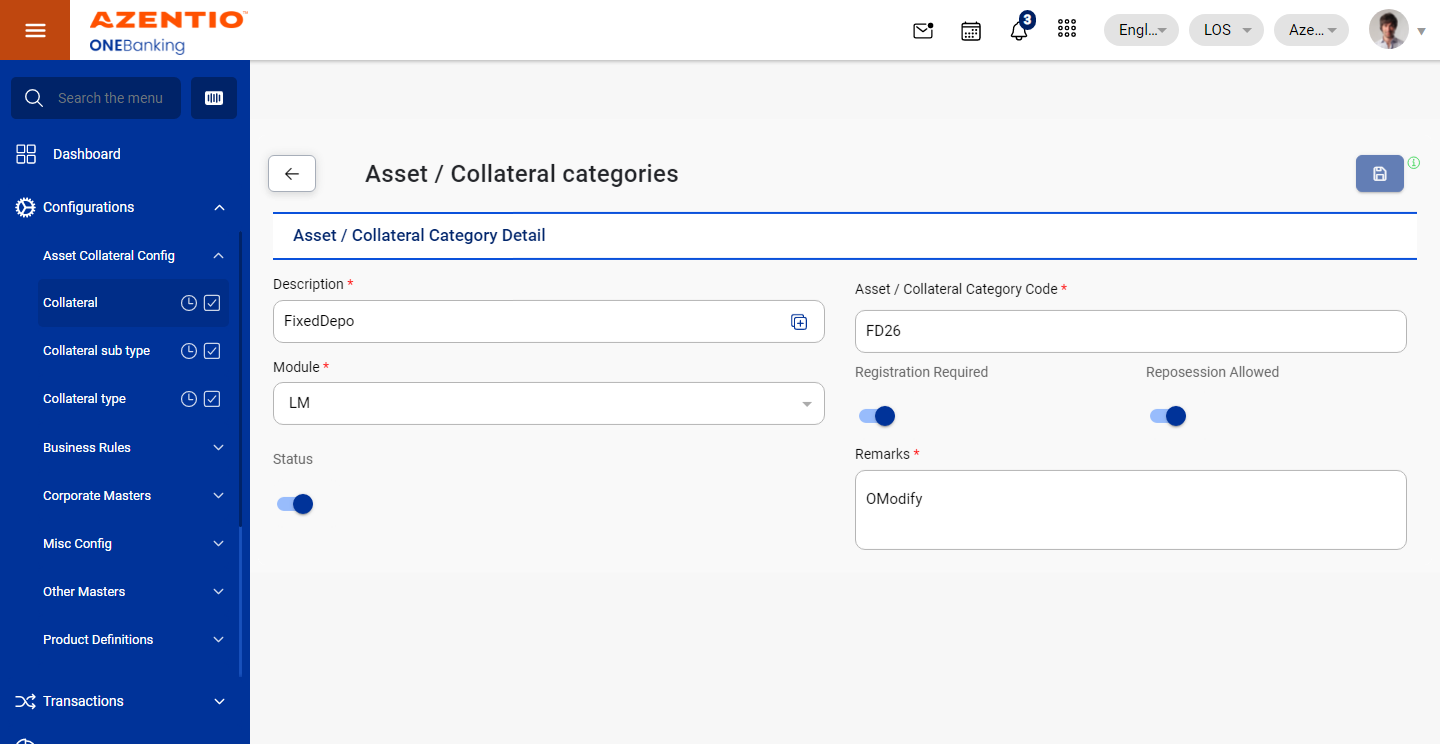 AZENTIO™
ONEBanking
3
Engl...
LOS
Aze...
Search the menu
Dashboard
Configurations
Asset Collateral Config
Collateral
Collateral sub type
Collateral type
Business Rules
Corporate Masters
Misc Config
Other Masters
Product Definitions
Transactions
Asset / Collateral categories
Asset / Collateral Category Detail
Description *
FixedDepo
Asset / Collateral Category Code *
FD26
Module *
LM
Registration Required
Reposession Allowed
Status
Remarks *
OModify